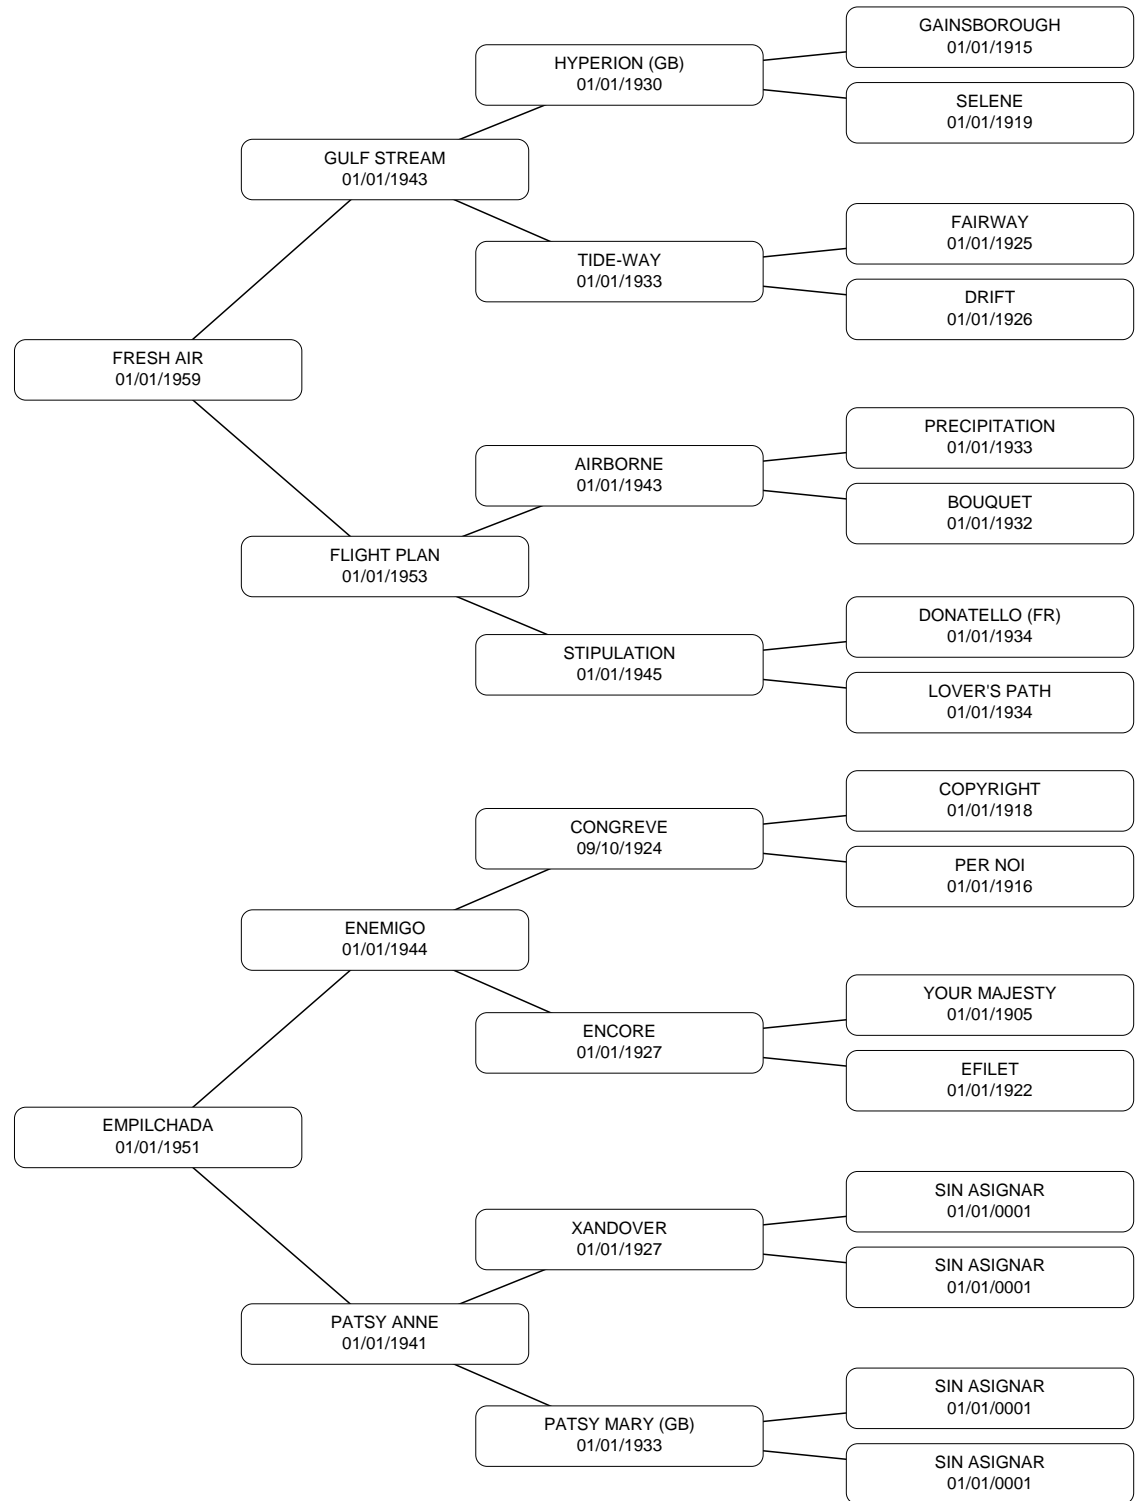 GAINSBOROUGH
01/01/1915
HYPERION (GB)
01/01/1930
SELENE
01/01/1919
GULF STREAM
01/01/1943
FAIRWAY
01/01/1925
TIDE-WAY
01/01/1933
DRIFT
01/01/1926
FRESH AIR
01/01/1959
PRECIPITATION
01/01/1933
AIRBORNE
01/01/1943
BOUQUET
01/01/1932
FLIGHT PLAN
01/01/1953
DONATELLO (FR)
01/01/1934
STIPULATION
01/01/1945
LOVER'S PATH
01/01/1934
COPYRIGHT
01/01/1918
CONGREVE
09/10/1924
PER NOI
01/01/1916
ENEMIGO
01/01/1944
YOUR MAJESTY
01/01/1905
ENCORE
01/01/1927
EFILET
01/01/1922
EMPILCHADA
01/01/1951
SIN ASIGNAR
01/01/0001
XANDOVER
01/01/1927
SIN ASIGNAR
01/01/0001
PATSY ANNE
01/01/1941
SIN ASIGNAR
01/01/0001
PATSY MARY (GB)
01/01/1933
SIN ASIGNAR
01/01/0001